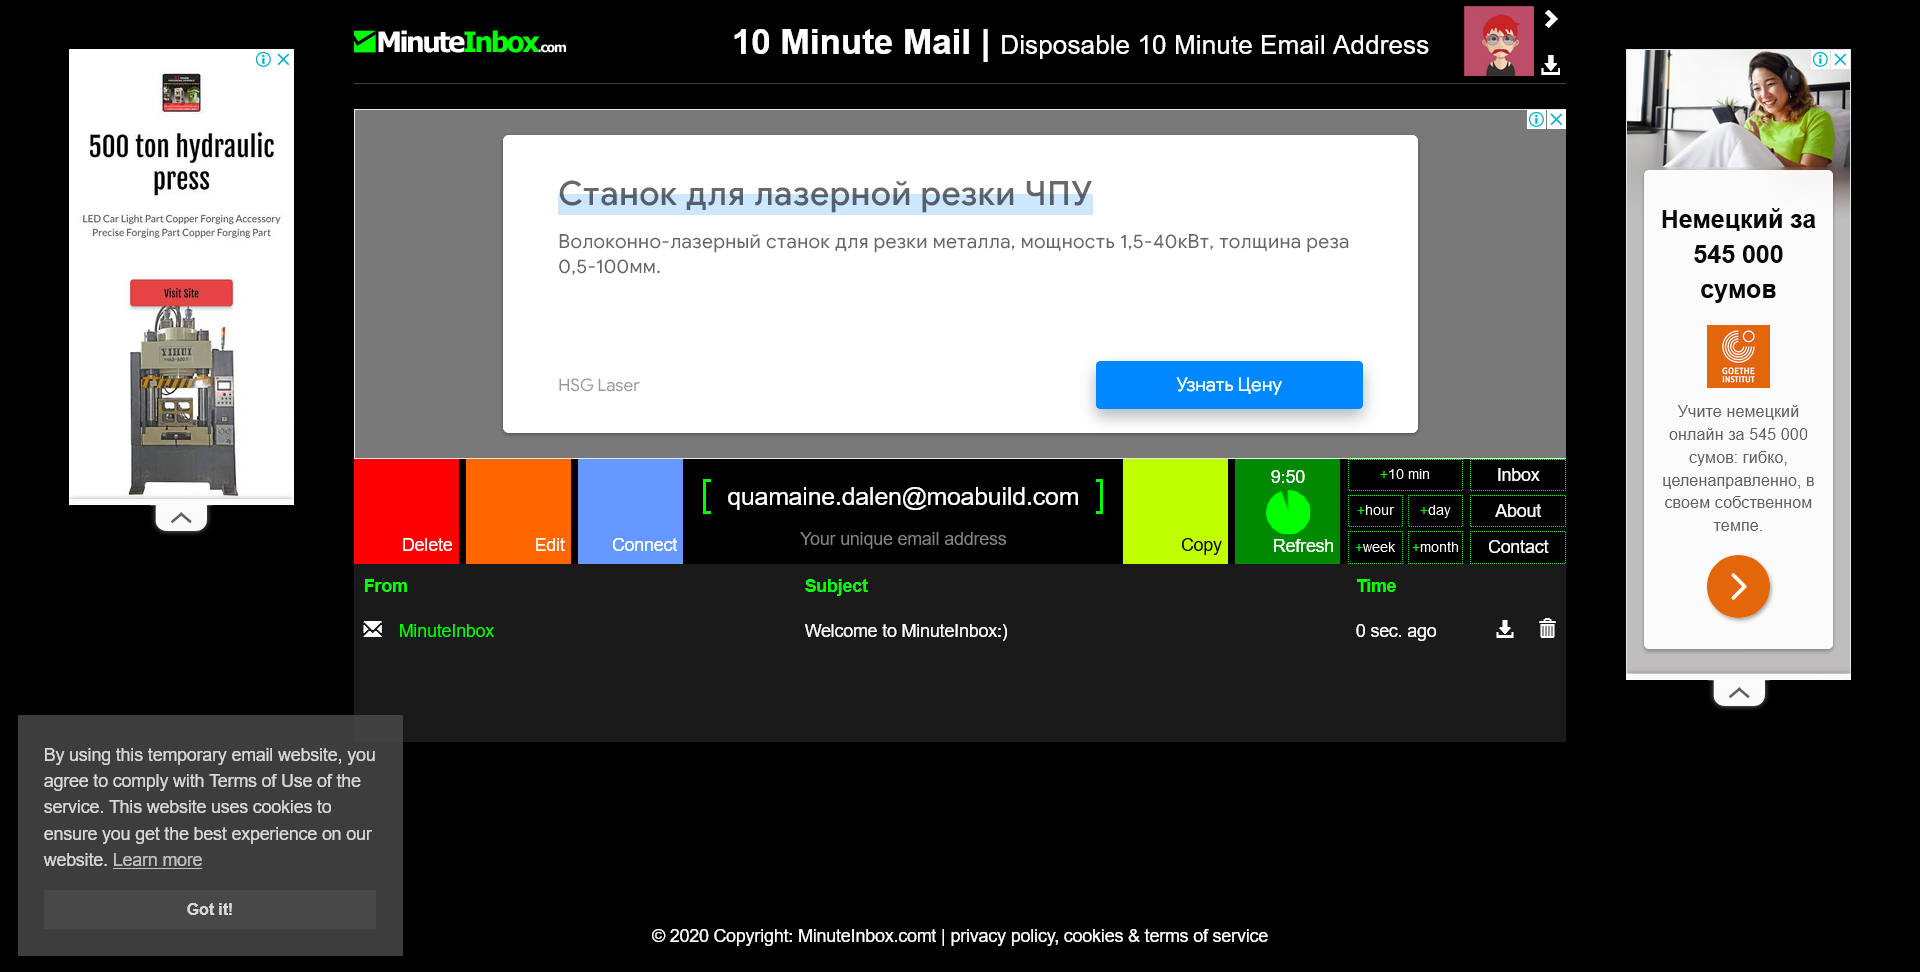 MinuteInbox.com
10 Minute Mail | Disposable 10 Minute Email Address
500 ton hydraulic
press
LED Car Light Part Copper Forging Accessory
Precise Forging Part Copper Forging Part
Visit Site
YIHUI
Станок для лазерной резки ЧПУ
Волоконно-лазерный станок для резки металла, мощность 1,5-40кВт, толщина реза
0,5-100мм.
HSG Laser
Узнать Цену
Немецкий за
545 000
сумов
GOETHE
INSTITUT
Учите немецкий
онлайн за 545 000
сумов: гибко,
целенаправленно, в
своем собственном
темпе.
Delete
Edit
Connect
[ quamaine.dalen@moabuild.com ]
Your unique email address
Copy
9:50
Refresh
+10 min
+hour
+day
+week
+month
Inbox
About
Contact
From Subject Time
MinuteInbox Welcome to MinuteInbox:) 0 sec. ago
By using this temporary email website, you
agree to comply with Terms of Use of the
service. This website uses cookies to
ensure you get the best experience on our
website. Learn more
Got it!
© 2020 Copyright: MinuteInbox.comt | privacy policy, cookies & terms of service